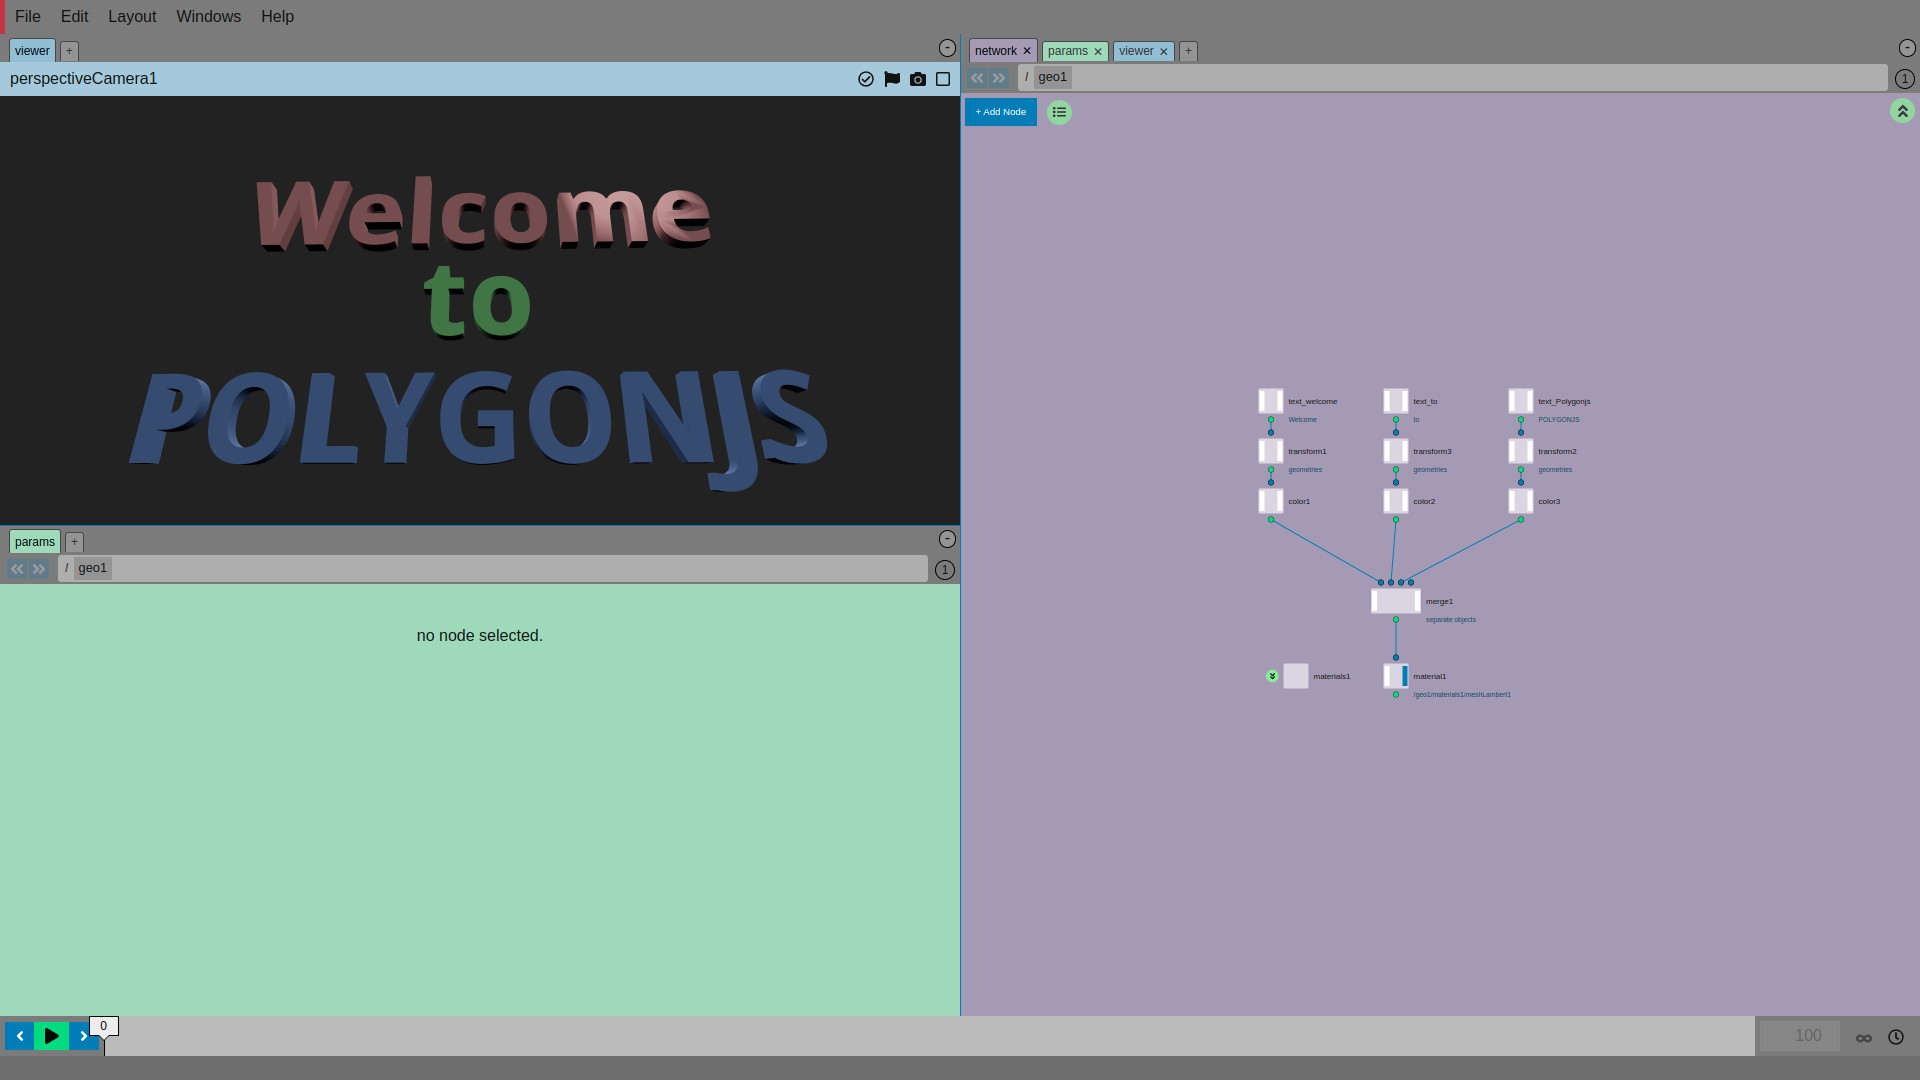 File Edit Layout Windows Help
viewer +
perspectiveCamera1
Welcome
to
POLYGONJS
params +
/ geo1
1
no node selected.
network × params × viewer × +
/ geo1
1
+ Add Node
text_welcome
Welcome
text_to
to
text_Polygonjs
POLYGONJS
transform1
geometries
transform3
geometries
transform2
geometries
color1
color2
color3
merge1
separate objects
materials1
material1
/geo1/materials1/meshLambert1
0
100